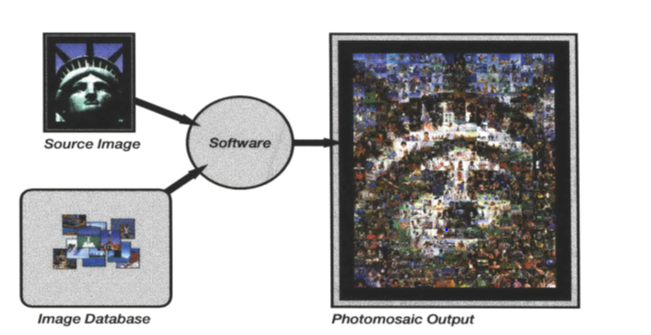 Source Image
Software
Image Database
Photomosaic Output